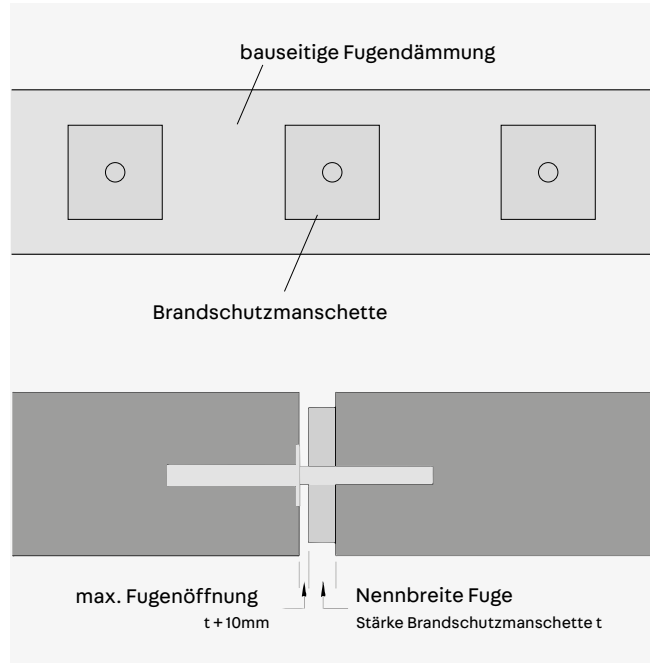 bauseitige Fugendämmung
Brandschutzmanschette
max. Fugenöffnung
t + 10mm
Nennbreite Fuge
Stärke Brandschutzmanschette t